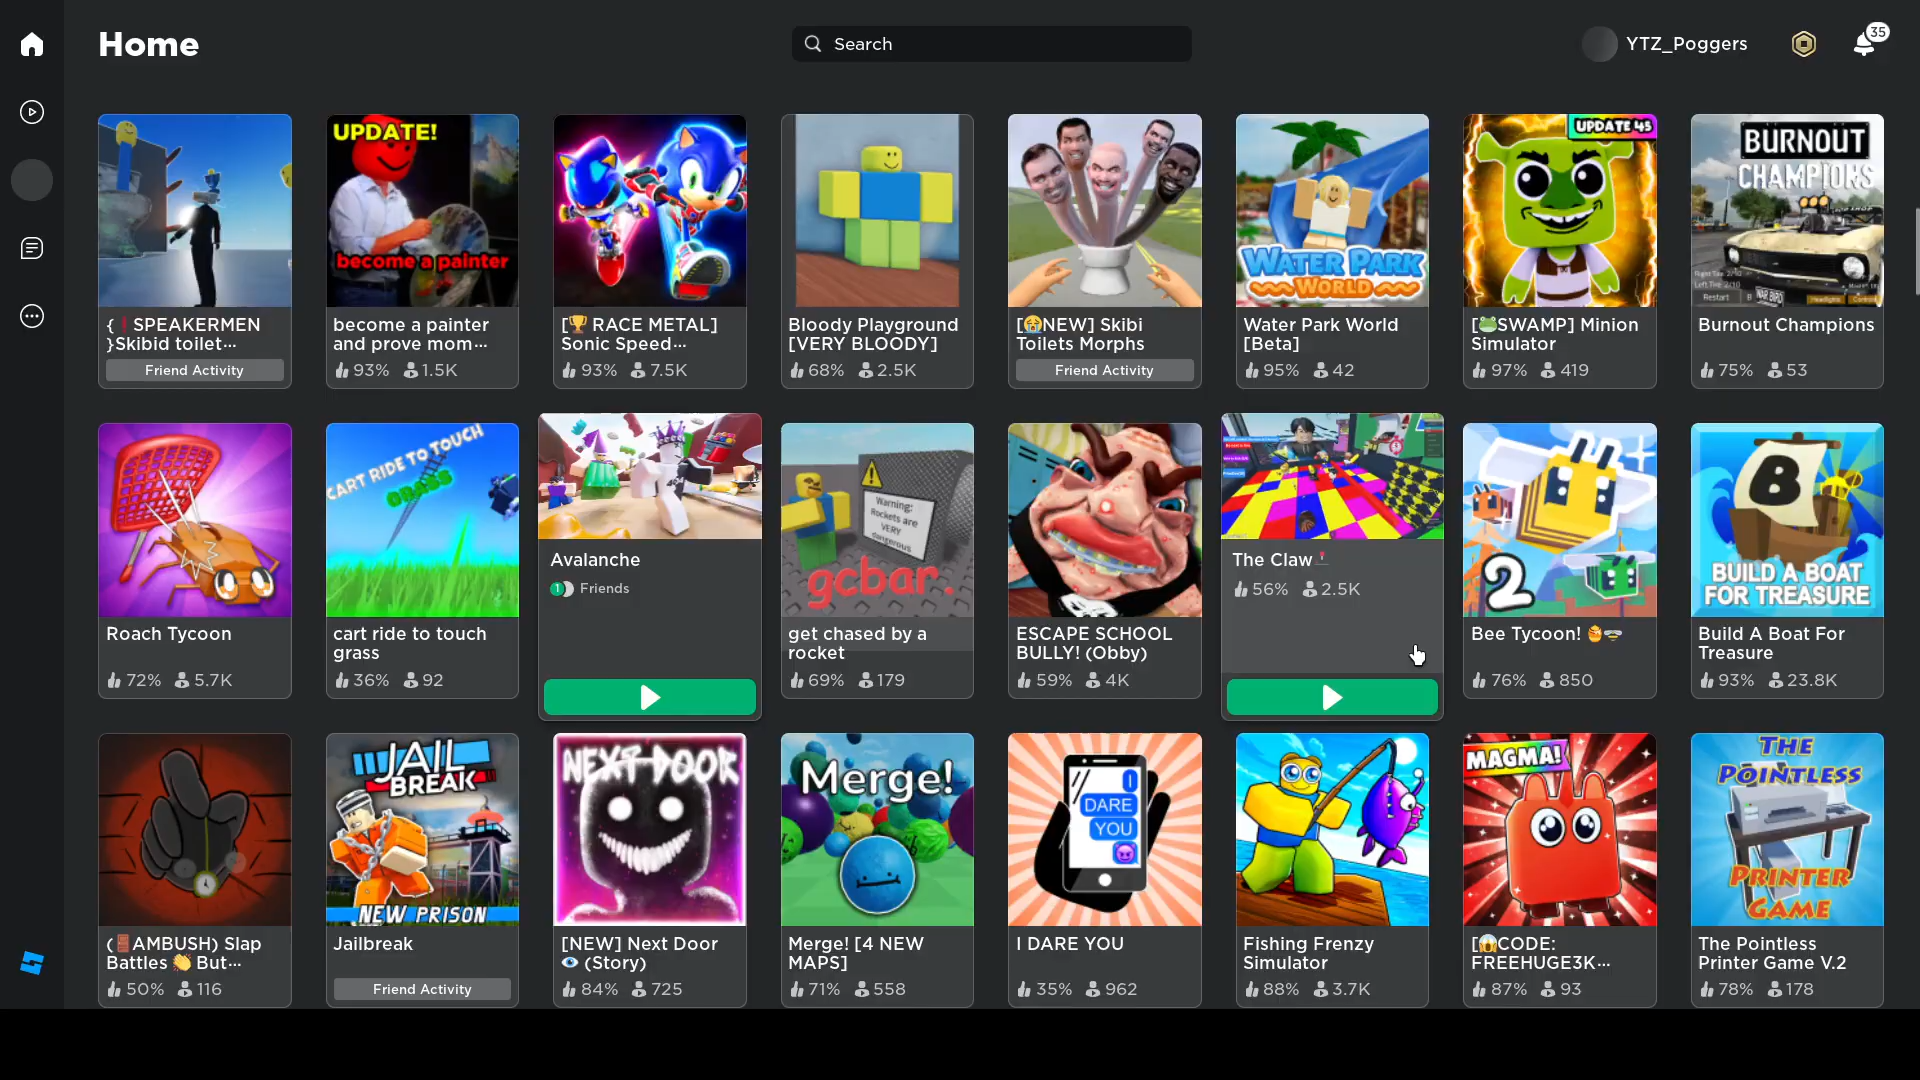 Home
Search
YTZ_Poggers
35
UPDATE!
become a painter
WATER PARK
WORLD
UPDATE 45
BURNOUT
CHAMPIONS
Restart
{❗SPEAKERMEN
}Skibid toilet...
Friend Activity
become a painter
and prove mom...
93% 1.5K
[🏆RACE METAL]
Sonic Speed...
93% 7.5K
Bloody Playground
[VERY BLOODY]
68% 2.5K
[😭NEW] Skibi
Toilets Morphs
Friend Activity
Water Park World
[Beta]
95% 42
[🐸SWAMP] Minion
Simulator
97% 419
Burnout Champions
75% 53
CART RIDE TO TOUCH
GRASS
Warning:
Rockets are
VERY
dangerous
gcbar.
2
B
BUILD A BOAT
FOR TREASURE
Roach Tycoon
72% 5.7K
cart ride to touch
grass
36% 92
Avalanche
1 Friends
get chased by a
rocket
69% 179
ESCAPE SCHOOL
BULLY! (Obby)
59% 4K
The Claw🕹️
56% 2.5K
Bee Tycoon! 🍯🐝
76% 850
Build A Boat For
Treasure
93% 23.8K
JAIL
BREAK
NEW PRISON
NEXT DOOR
Merge!
I
DARE
YOU
MAGMA!
THE
POINTLESS
PRINTER
GAME
(🚪AMBUSH) Slap
Battles 👏 But...
50% 116
Jailbreak
Friend Activity
[NEW] Next Door
👁️ (Story)
84% 725
Merge! [4 NEW
MAPS]
71% 558
I DARE YOU
35% 962
Fishing Frenzy
Simulator
88% 3.7K
[😱CODE:
FREEHUGE3K...
87% 93
The Pointless
Printer Game V.2
78% 178